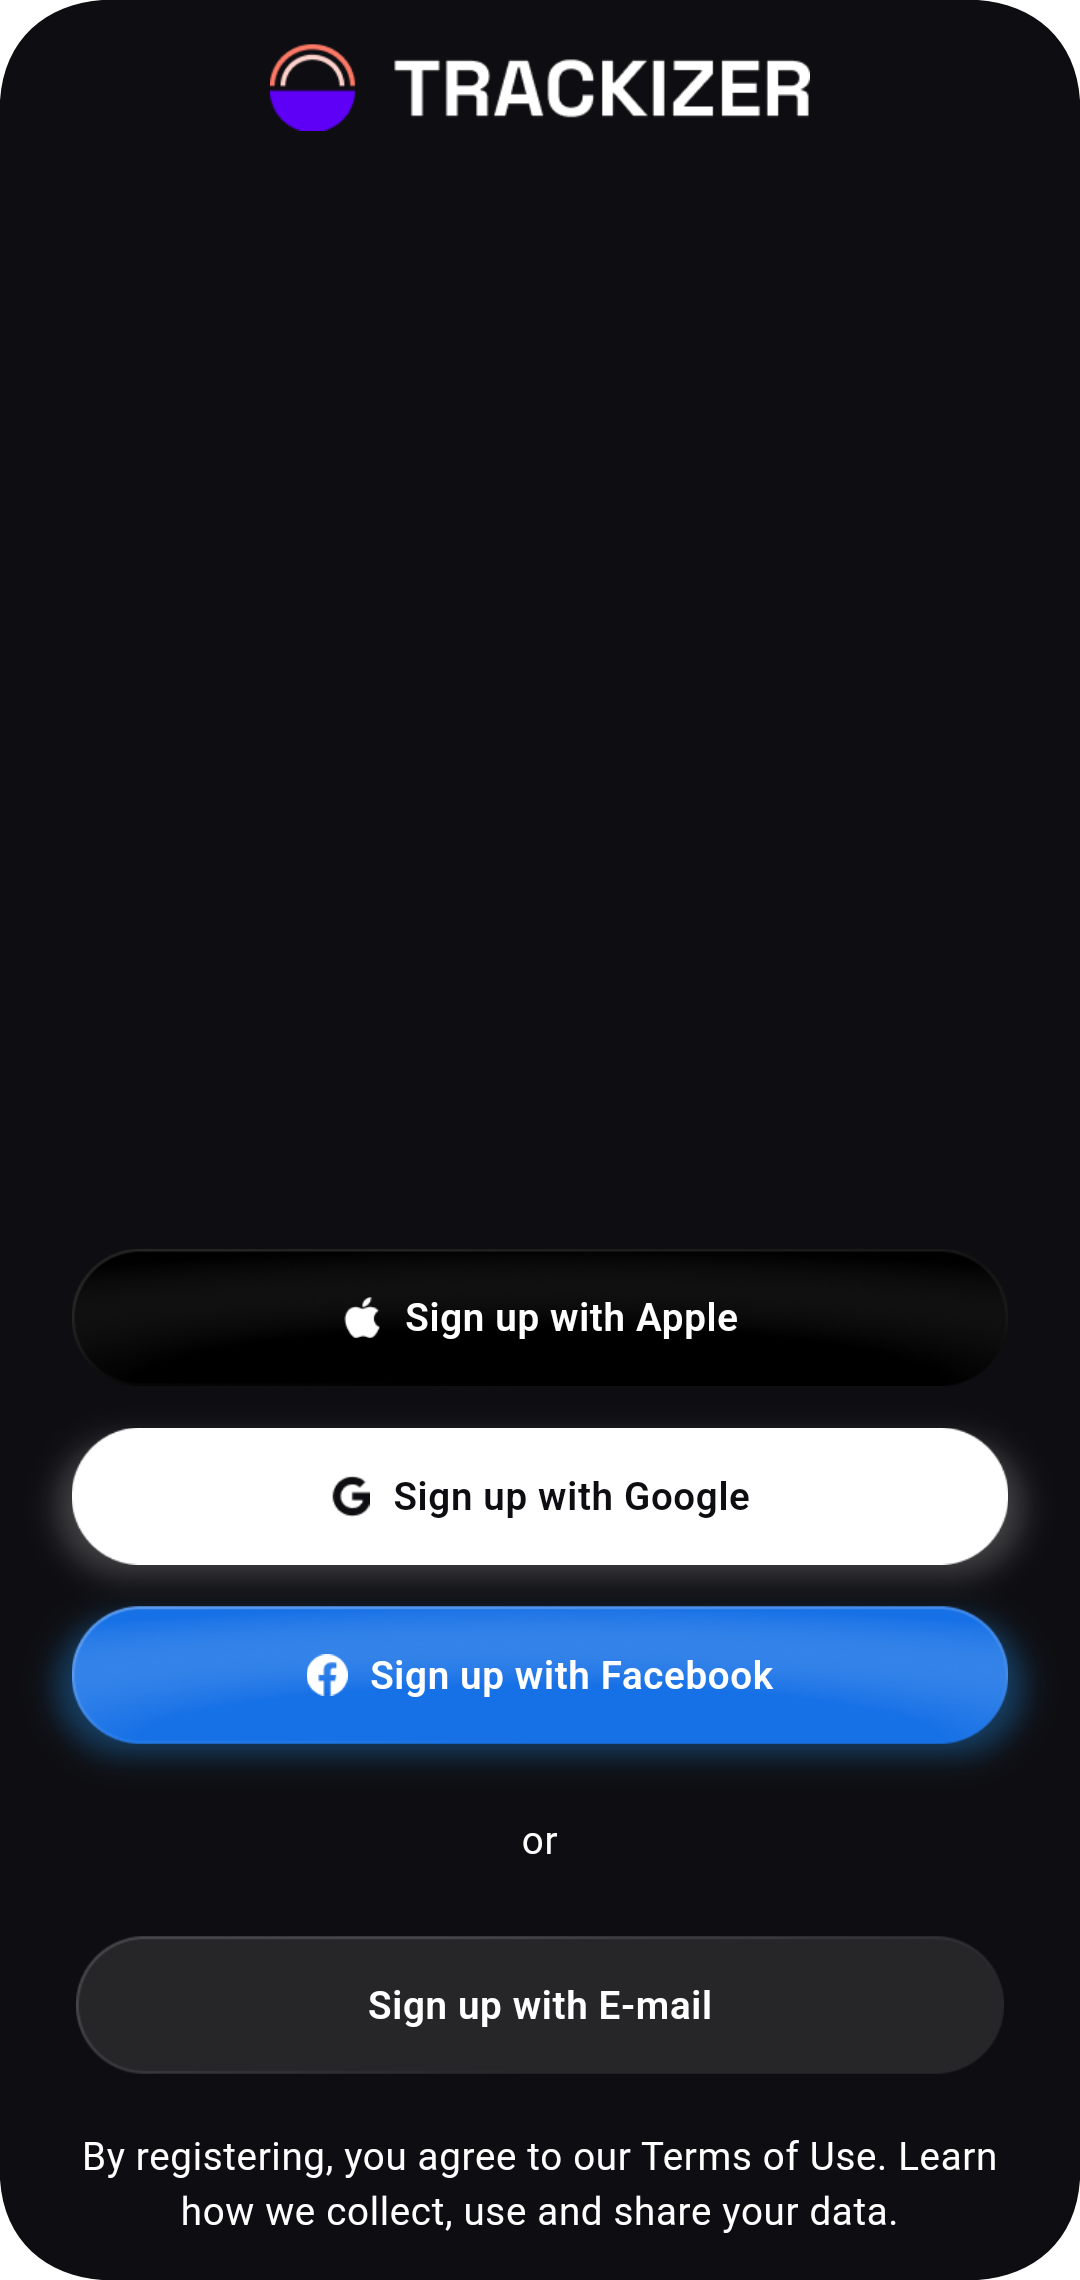 TRACKIZER
Sign up with Apple
Sign up with Google
Sign up with Facebook
or
Sign up with E-mail
By registering, you agree to our Terms of Use. Learn
how we collect, use and share your data.